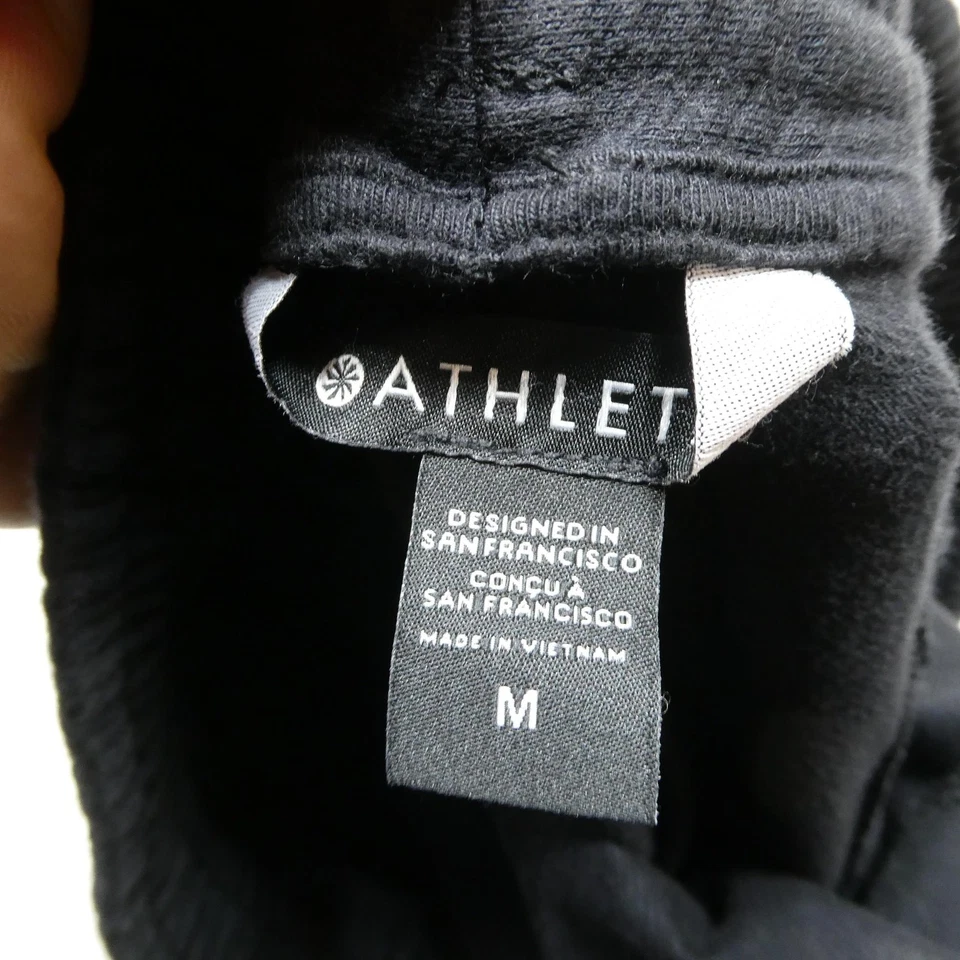 ATHLET
DESIGNED IN
SAN FRANCISCO
CONÇU À
SAN FRANCISCO
MADE IN VIETNAM
M